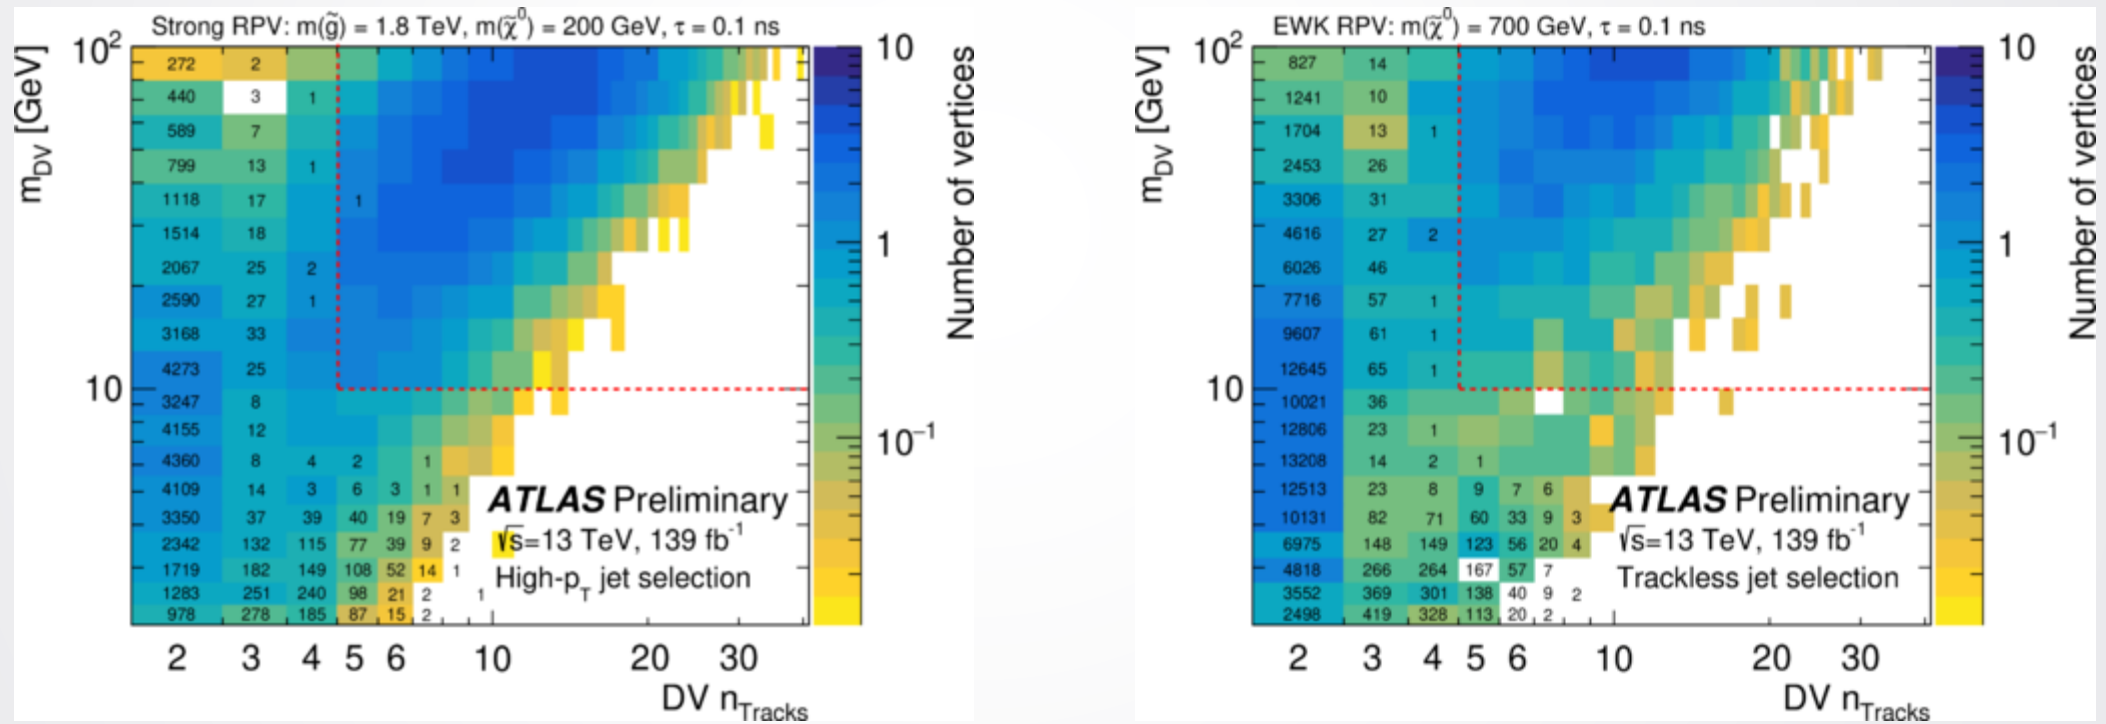 Strong RPV: m(g̃) = 1.8 TeV, m(χ̃⁰) = 200 GeV, τ = 0.1 ns
m_DV [GeV]
10²
10
272 2
440 3 1
589 7
799 13 1
1118 17 1
1514 18
2067 25 2
2590 27 1
3168 33
4273 25
3247 8
4155 12
4360 8 4 2 1
4109 14 3 6 3 1 1
3350 37 39 40 19 7 3
2342 132 115 77 39 9 2
1719 182 149 108 52 14 1
1283 251 240 98 21 2 1
978 278 185 87 15 2
ATLAS Preliminary
√s=13 TeV, 139 fb⁻¹
High-p_T jet selection
2 3 4 5 6 10 20 30
DV n_Tracks
10
1
10⁻¹
Number of vertices
EWK RPV: m(χ̃⁰) = 700 GeV, τ = 0.1 ns
m_DV [GeV]
10²
10
827 14
1241 10
1704 13 1
2453 26
3306 31
4616 27 2
6026 46
7716 57 1
9607 61 1
12645 65 1
10021 36
12806 23 1
13208 14 2 1
12513 23 8 9 7 6
10131 82 71 60 33 9 3
6975 148 149 123 56 20 4
4818 266 264 167 57 7
3552 369 301 138 40 9 2
2498 419 328 113 20 2
ATLAS Preliminary
√s=13 TeV, 139 fb⁻¹
Trackless jet selection
2 3 4 5 6 10 20 30
DV n_Tracks
10
1
10⁻¹
Number of vertices